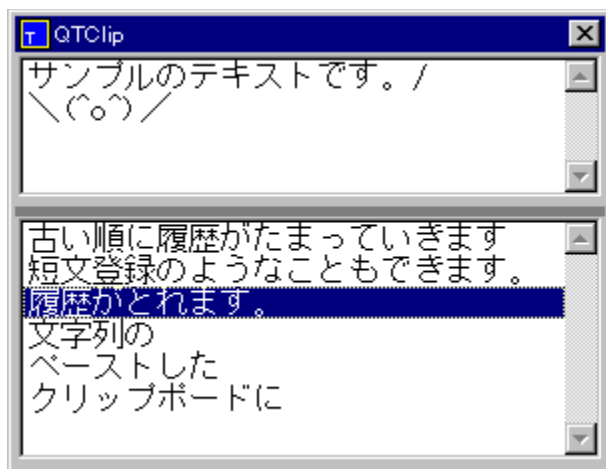 T QTClip
サンプルのテキストです。/
＼(^o^)／
古い順に履歴がたまっていきます
短文登録のようなこともできます。
履歴がとれます。
文字列の
ペーストした
クリップボードに